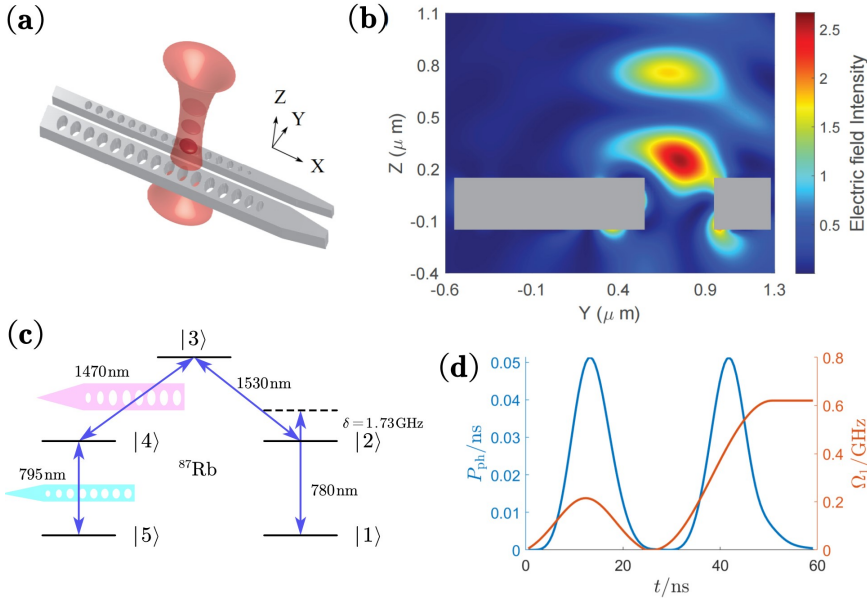 (a)
Z
Y
X
(b)
1.1
0.8
0.5
0.2
-0.1
-0.4
-0.6
-0.1
0.4
0.9
1.3
Z (μ m)
Y (μ m)
2.5
2
1.5
1
0.5
Electric field Intensity
(c)
|3⟩
1470nm
1530nm
|4⟩
δ=1.73GHz
|2⟩
795nm
⁸⁷Rb
780nm
|5⟩
|1⟩
(d)
0.05
0.04
0.03
0.02
0.01
0
P_ph/ns
0.8
0.6
0.4
0.2
0
Ω₁/GHz
0
20
40
60
t/ns